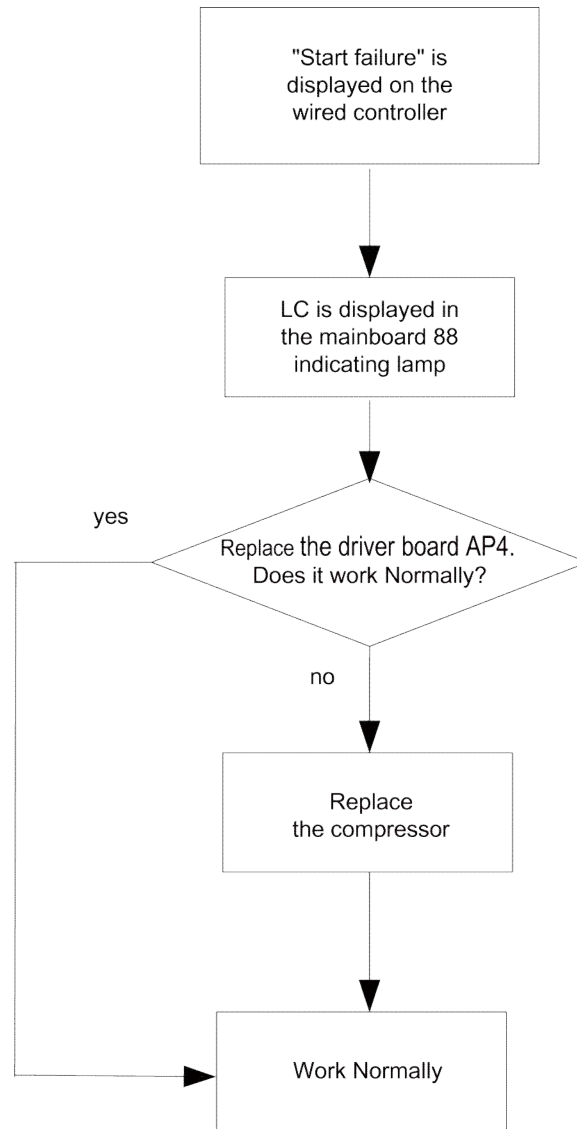 "Start failure" is
displayed on the
wired controller
LC is displayed in
the mainboard 88
indicating lamp
yes
Replace the driver board AP4.
Does it work Normally?
no
Replace
the compressor
Work Normally